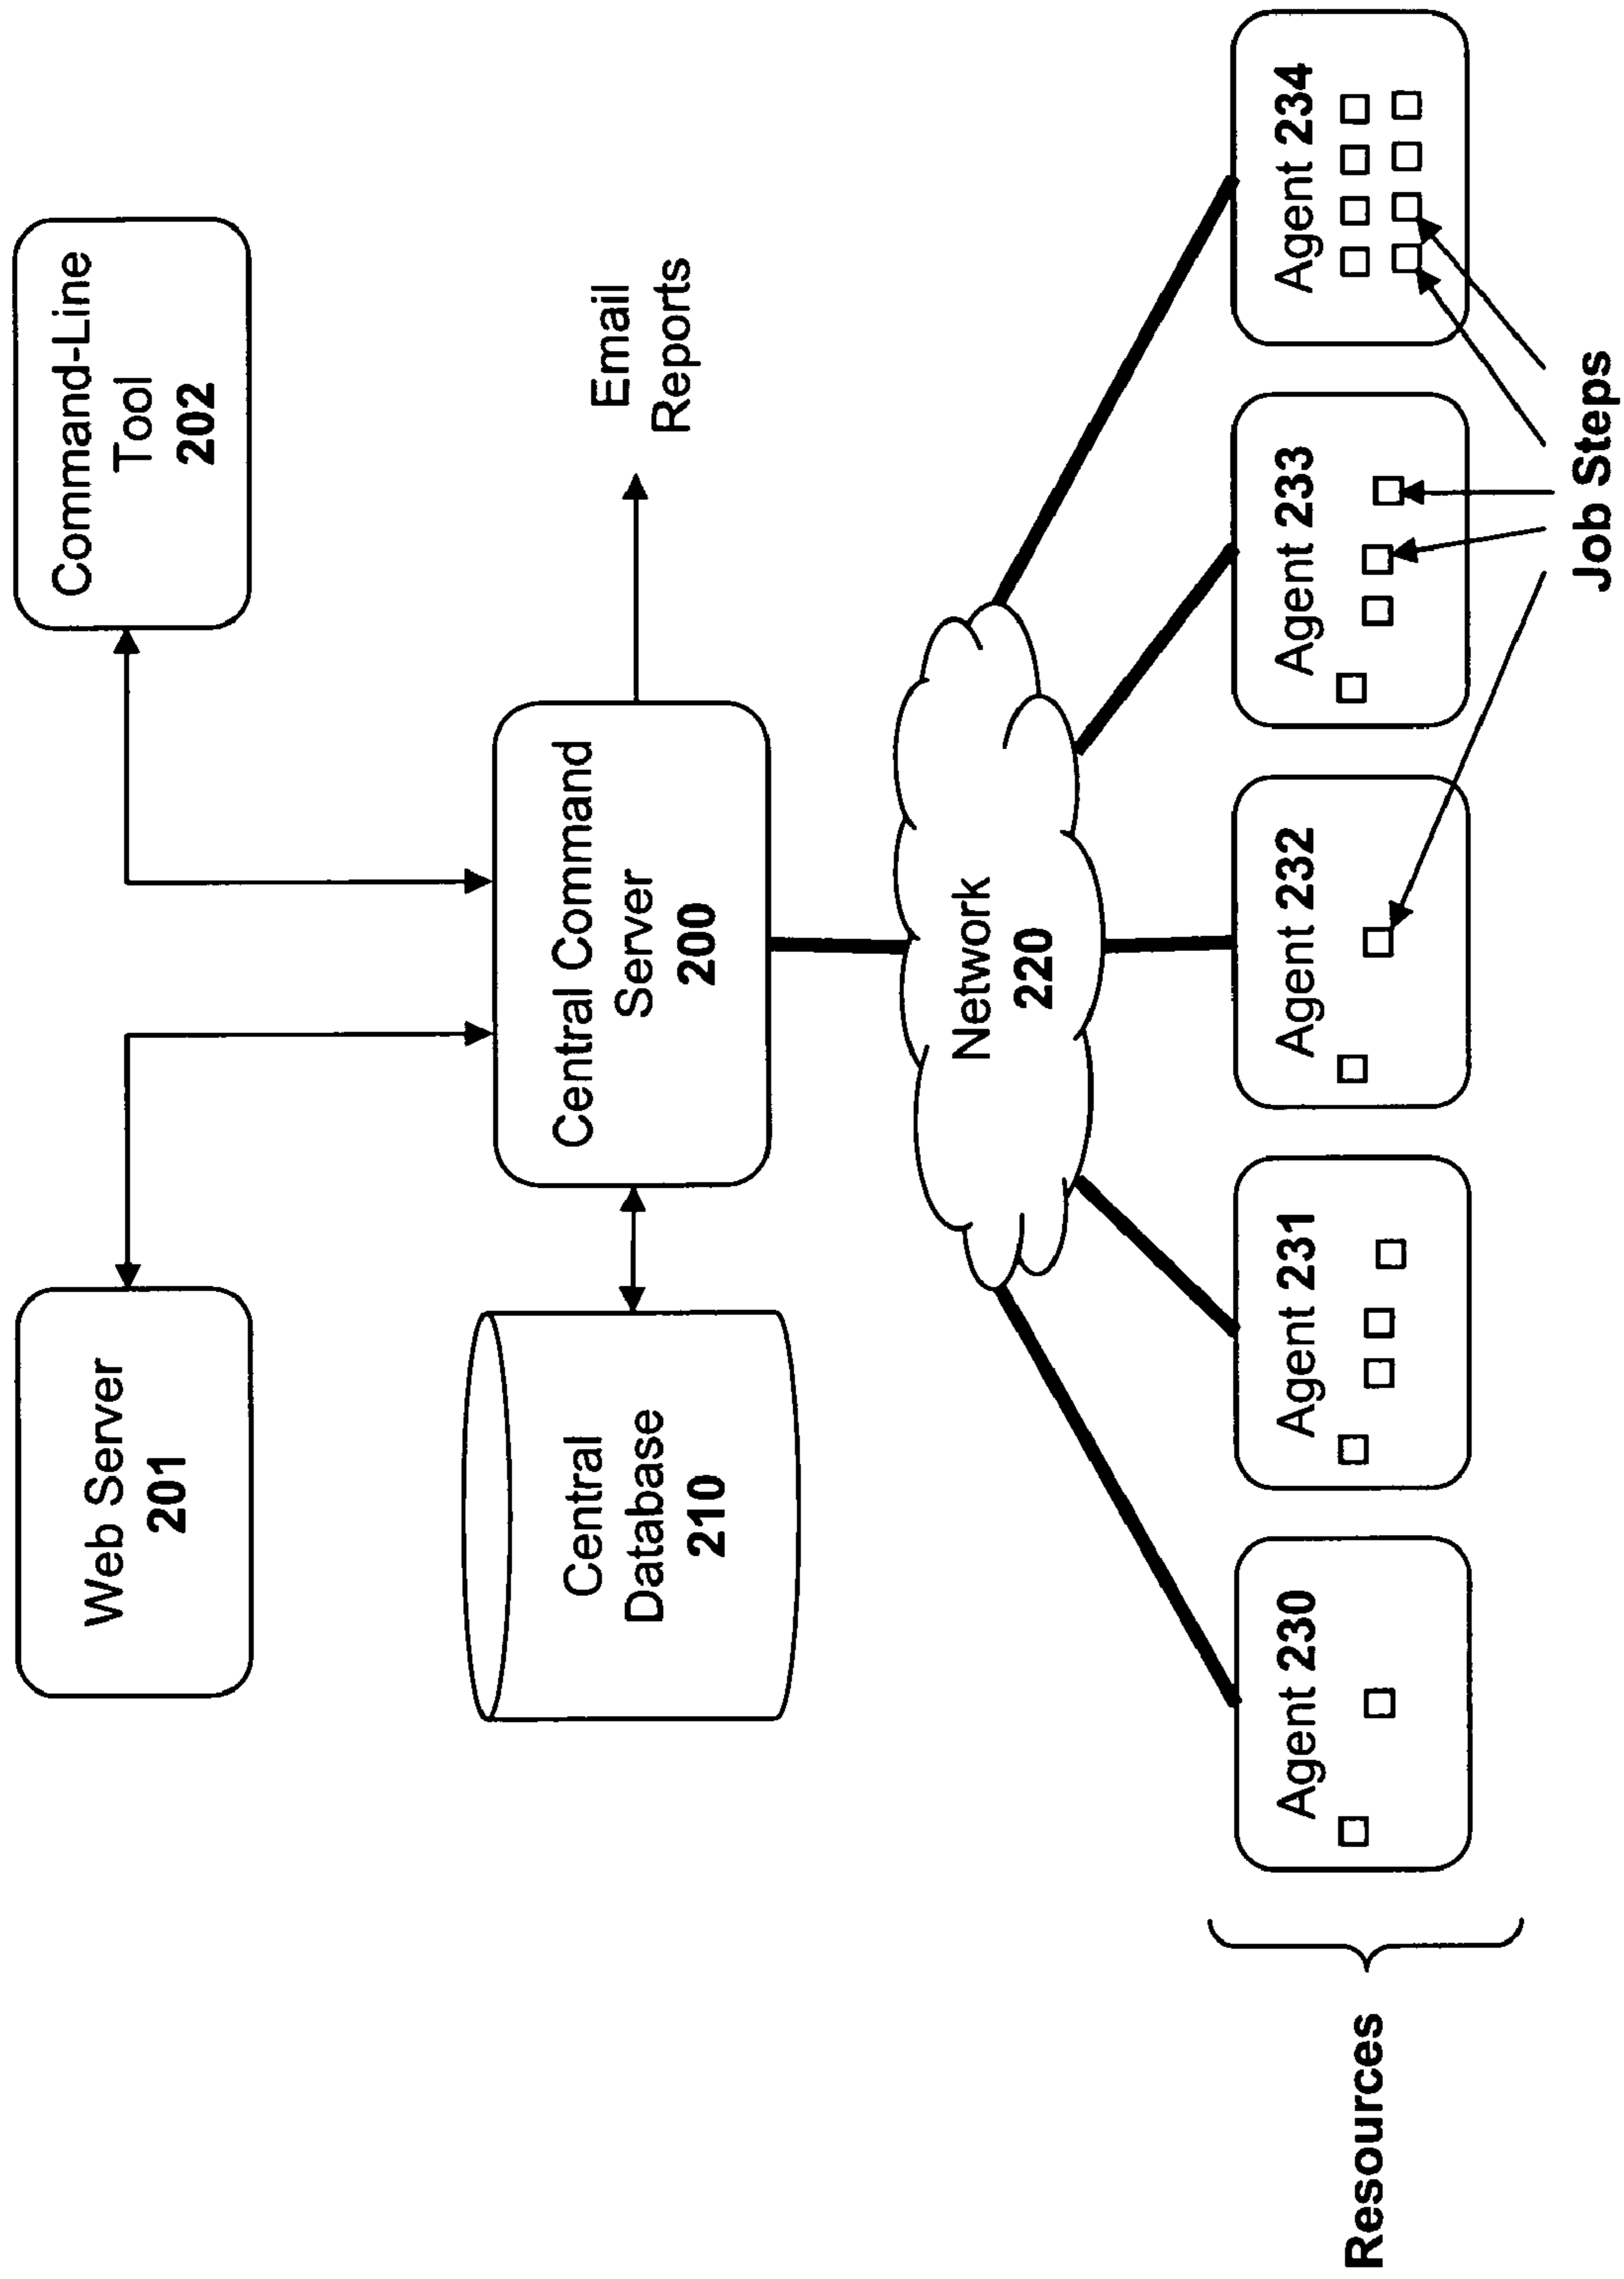 Web Server
201
Command-Line
Tool
202
Central
Database
210
Central Command
Server
200
Email
Reports
Network
220
Resources
Agent 230
Agent 231
Agent 232
Agent 233
Agent 234
Job Steps